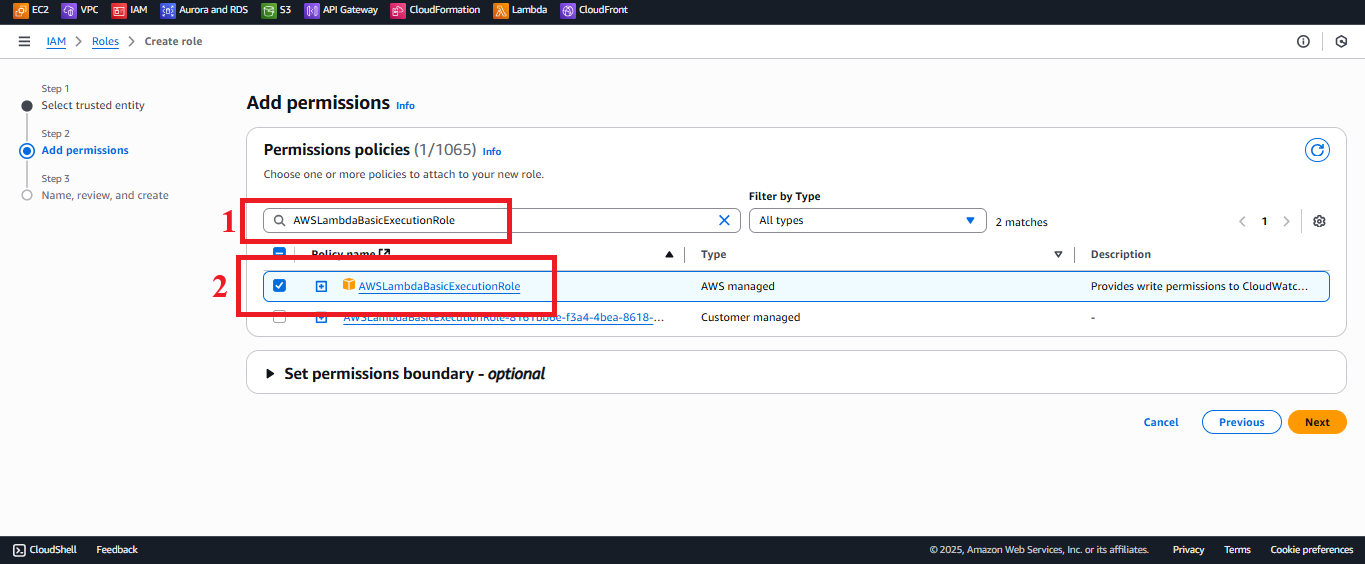 EC2 VPC IAM Aurora and RDS S3 API Gateway CloudFormation Lambda CloudFront
IAM Roles Create role
Step 1
Select trusted entity
Step 2
Add permissions
Step 3
Name, review, and create
Add permissions Info
Permissions policies (1/1065) Info
Choose one or more policies to attach to your new role.
Filter by Type
1 AWSLambdaBasicExecutionRole All types 2 matches 1
Policy name Type Description
2 AWSLambdaBasicExecutionRole AWS managed Provides write permissions to CloudWatc...
AWSLambdaBasicExecutionRole-8161bb6e-f3a4-4bea-8618-... Customer managed -
Set permissions boundary - optional
Cancel Previous Next
CloudShell Feedback © 2025, Amazon Web Services, Inc. or its affiliates. Privacy Terms Cookie preferences